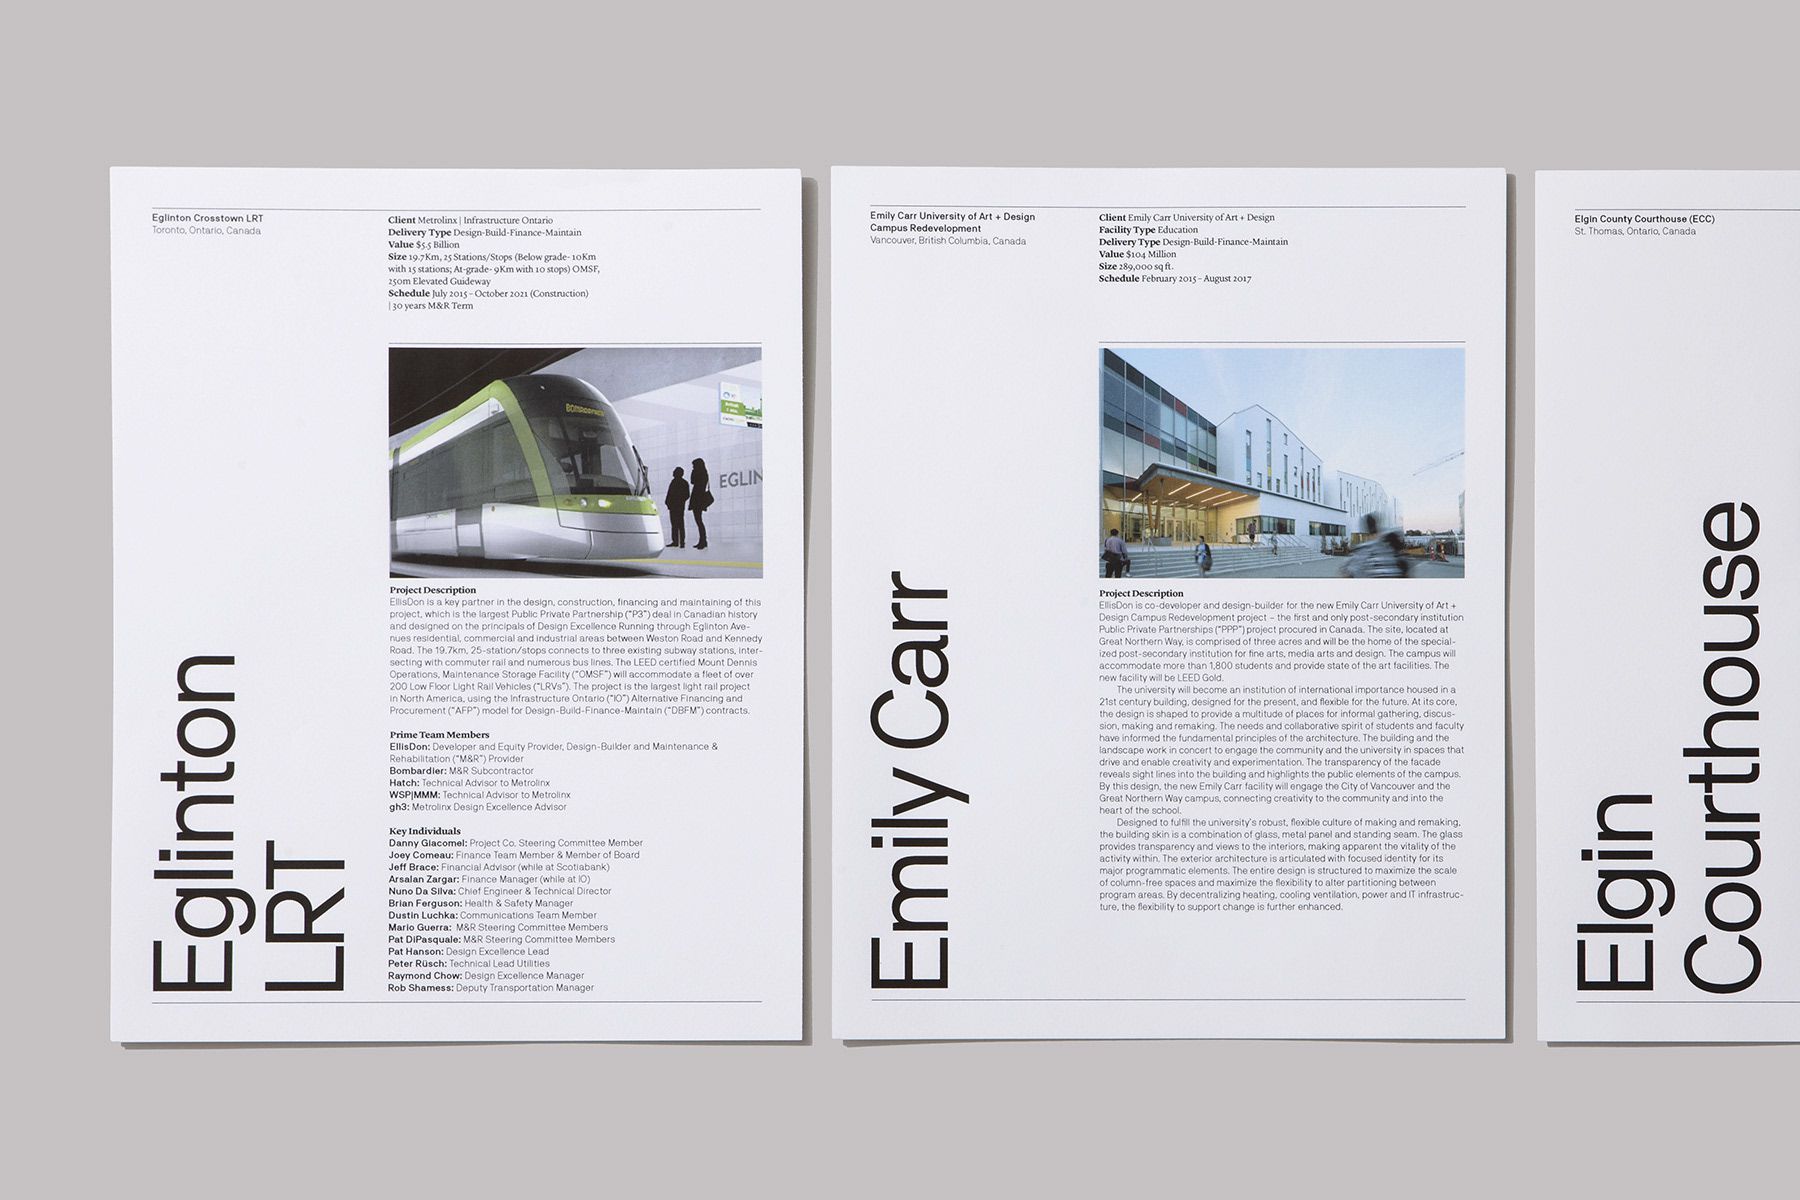 Eglinton Crosstown LRT
Toronto, Ontario, Canada
Client Metrolinx | Infrastructure Ontario
Delivery Type Design-Build-Finance-Maintain
Value $5.5 Billion
Size 19.7Km, 25 Stations/Stops (Below grade- 10Km
with 15 stations; At-grade- 9Km with 10 stops) OMSF,
250m Elevated Guideway
Schedule July 2015 – October 2021 (Construction)
| 30 years M&R Term
BOMBARDIER
EGLIN
Project Description
EllisDon is a key partner in the design, construction, financing and maintaining of this
project, which is the largest Public Private Partnership (“P3”) deal in Canadian history
and designed on the principals of Design Excellence Running through Eglinton Ave-
nues residential, commercial and industrial areas between Weston Road and Kennedy
Road. The 19.7km, 25-station/stops connects to three existing subway stations, inter-
secting with commuter rail and numerous bus lines. The LEED certified Mount Dennis
Operations, Maintenance Storage Facility (“OMSF”) will accommodate a fleet of over
200 Low Floor Light Rail Vehicles (“LRVs”). The project is the largest light rail project
in North America, using the Infrastructure Ontario (“IO”) Alternative Financing and
Procurement (“AFP”) model for Design-Build-Finance-Maintain (“DBFM”) contracts.
Prime Team Members
EllisDon: Developer and Equity Provider, Design-Builder and Maintenance &
Rehabilitation (“M&R”) Provider
Bombardier: M&R Subcontractor
Hatch: Technical Advisor to Metrolinx
WSP|MMM: Technical Advisor to Metrolinx
gh3: Metrolinx Design Excellence Advisor
Key Individuals
Danny Giacomel: Project Co. Steering Committee Member
Joey Comeau: Finance Team Member & Member of Board
Jeff Brace: Financial Advisor (while at Scotiabank)
Arsalan Zargar: Finance Manager (while at IO)
Nuno Da Silva: Chief Engineer & Technical Director
Brian Ferguson: Health & Safety Manager
Dustin Luchka: Communications Team Member
Mario Guerra: M&R Steering Committee Members
Pat DiPasquale: M&R Steering Committee Members
Pat Hanson: Design Excellence Lead
Peter Rüsch: Technical Lead Utilities
Raymond Chow: Design Excellence Manager
Rob Shamess: Deputy Transportation Manager
Eglinton
LRT
Emily Carr University of Art + Design
Campus Redevelopment
Vancouver, British Columbia, Canada
Client Emily Carr University of Art + Design
Facility Type Education
Delivery Type Design-Build-Finance-Maintain
Value $104 Million
Size 289,000 sq ft.
Schedule February 2015 – August 2017
Project Description
EllisDon is co-developer and design-builder for the new Emily Carr University of Art +
Design Campus Redevelopment project – the first and only post-secondary institution
Public Private Partnerships (“PPP”) project procured in Canada. The site, located at
Great Northern Way, is comprised of three acres and will be the home of the special-
ized post-secondary institution for fine arts, media arts and design. The campus will
accommodate more than 1,800 students and provide state of the art facilities. The
new facility will be LEED Gold.
The university will become an institution of international importance housed in a
21st century building, designed for the present, and flexible for the future. At its core,
the design is shaped to provide a multitude of places for informal gathering, discus-
sion, making and remaking. The needs and collaborative spirit of students and faculty
have informed the fundamental principles of the architecture. The building and the
landscape work in concert to engage the community and the university in spaces that
drive and enable creativity and experimentation. The transparency of the facade
reveals sight lines into the building and highlights the public elements of the campus.
By this design, the new Emily Carr facility will engage the City of Vancouver and the
Great Northern Way campus, connecting creativity to the community and into the
heart of the school.
Designed to fulfill the university’s robust, flexible culture of making and remaking,
the building skin is a combination of glass, metal panel and standing seam. The glass
provides transparency and views to the interiors, making apparent the vitality of the
activity within. The exterior architecture is articulated with focused identity for its
major programmatic elements. The entire design is structured to maximize the scale
of column-free spaces and maximize the flexibility to alter partitioning between
program areas. By decentralizing heating, cooling ventilation, power and IT infrastruc-
ture, the flexibility to support change is further enhanced.
Emily Carr
Elgin County Courthouse (ECC)
St. Thomas, Ontario, Canada
Elgin
Courthouse